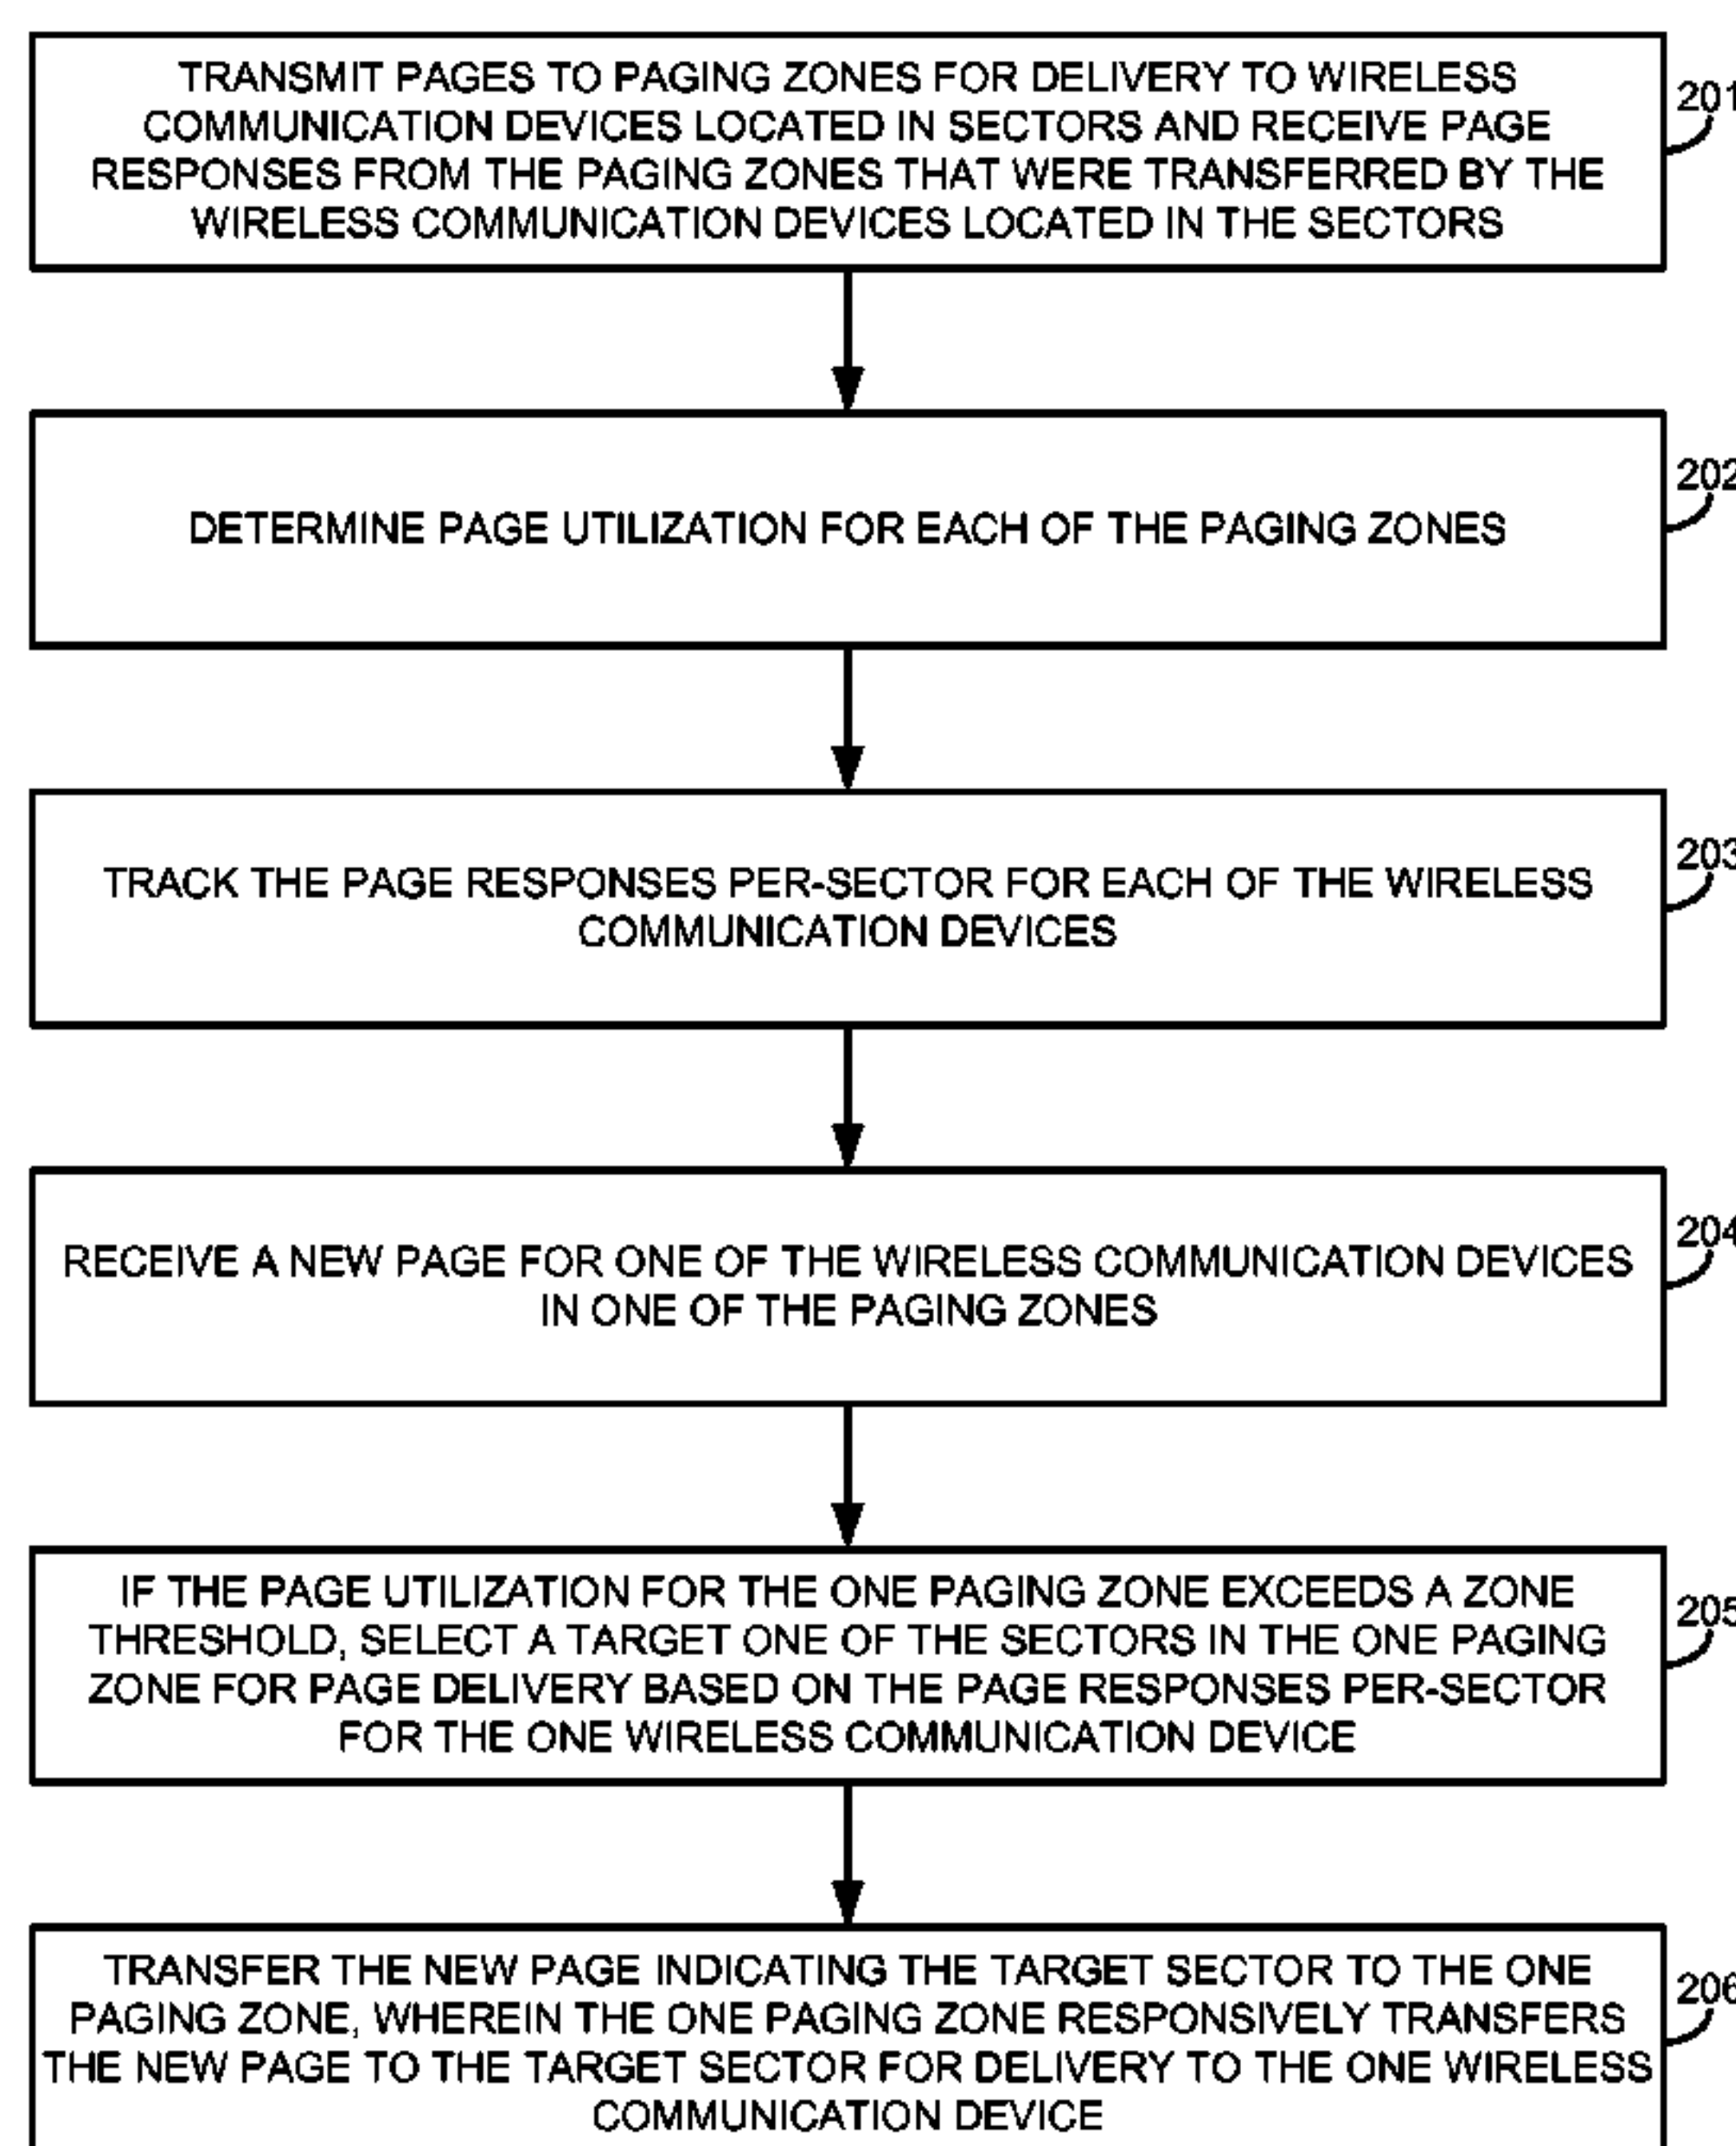 TRANSMIT PAGES TO PAGING ZONES FOR DELIVERY TO WIRELESS
COMMUNICATION DEVICES LOCATED IN SECTORS AND RECEIVE PAGE
RESPONSES FROM THE PAGING ZONES THAT WERE TRANSFERRED BY THE
WIRELESS COMMUNICATION DEVICES LOCATED IN THE SECTORS
201
DETERMINE PAGE UTILIZATION FOR EACH OF THE PAGING ZONES
202
TRACK THE PAGE RESPONSES PER-SECTOR FOR EACH OF THE WIRELESS
COMMUNICATION DEVICES
203
RECEIVE A NEW PAGE FOR ONE OF THE WIRELESS COMMUNICATION DEVICES
IN ONE OF THE PAGING ZONES
204
IF THE PAGE UTILIZATION FOR THE ONE PAGING ZONE EXCEEDS A ZONE
THRESHOLD, SELECT A TARGET ONE OF THE SECTORS IN THE ONE PAGING
ZONE FOR PAGE DELIVERY BASED ON THE PAGE RESPONSES PER-SECTOR
FOR THE ONE WIRELESS COMMUNICATION DEVICE
205
TRANSFER THE NEW PAGE INDICATING THE TARGET SECTOR TO THE ONE
PAGING ZONE, WHEREIN THE ONE PAGING ZONE RESPONSIVELY TRANSFERS
THE NEW PAGE TO THE TARGET SECTOR FOR DELIVERY TO THE ONE WIRELESS
COMMUNICATION DEVICE
206